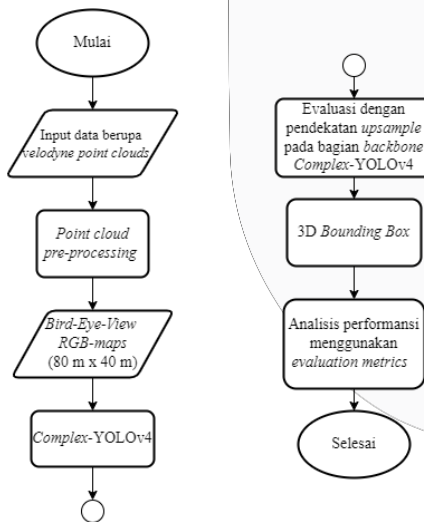 Mulai
Input data berupa
velodyne point clouds
Point cloud
pre-processing
Bird-Eye-View
RGB-maps
(80 m x 40 m)
Complex-YOLOv4
Evaluasi dengan
pendekatan upsample
pada bagian backbone
Complex-YOLOv4
3D Bounding Box
Analisis performansi
menggunakan
evaluation metrics
Selesai